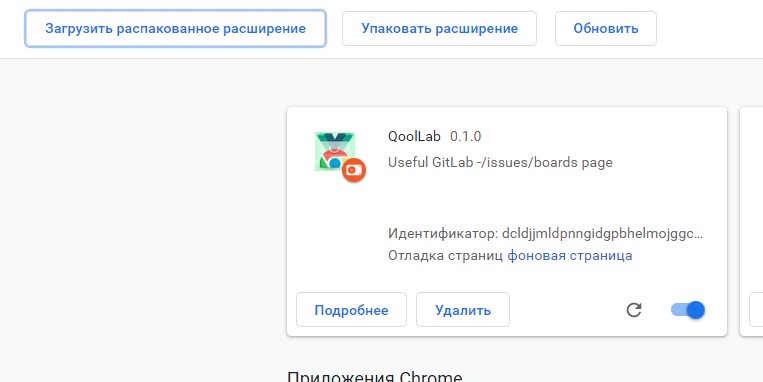 Загрузить распакованное расширение
Упаковать расширение
Обновить
QoolLab 0.1.0
Useful GitLab -/issues/boards page
Идентификатор: dcldjjmldpnngidgpbhelmojggc...
Отладка страниц фоновая страница
Подробнее
Удалить
Приложения Chrome